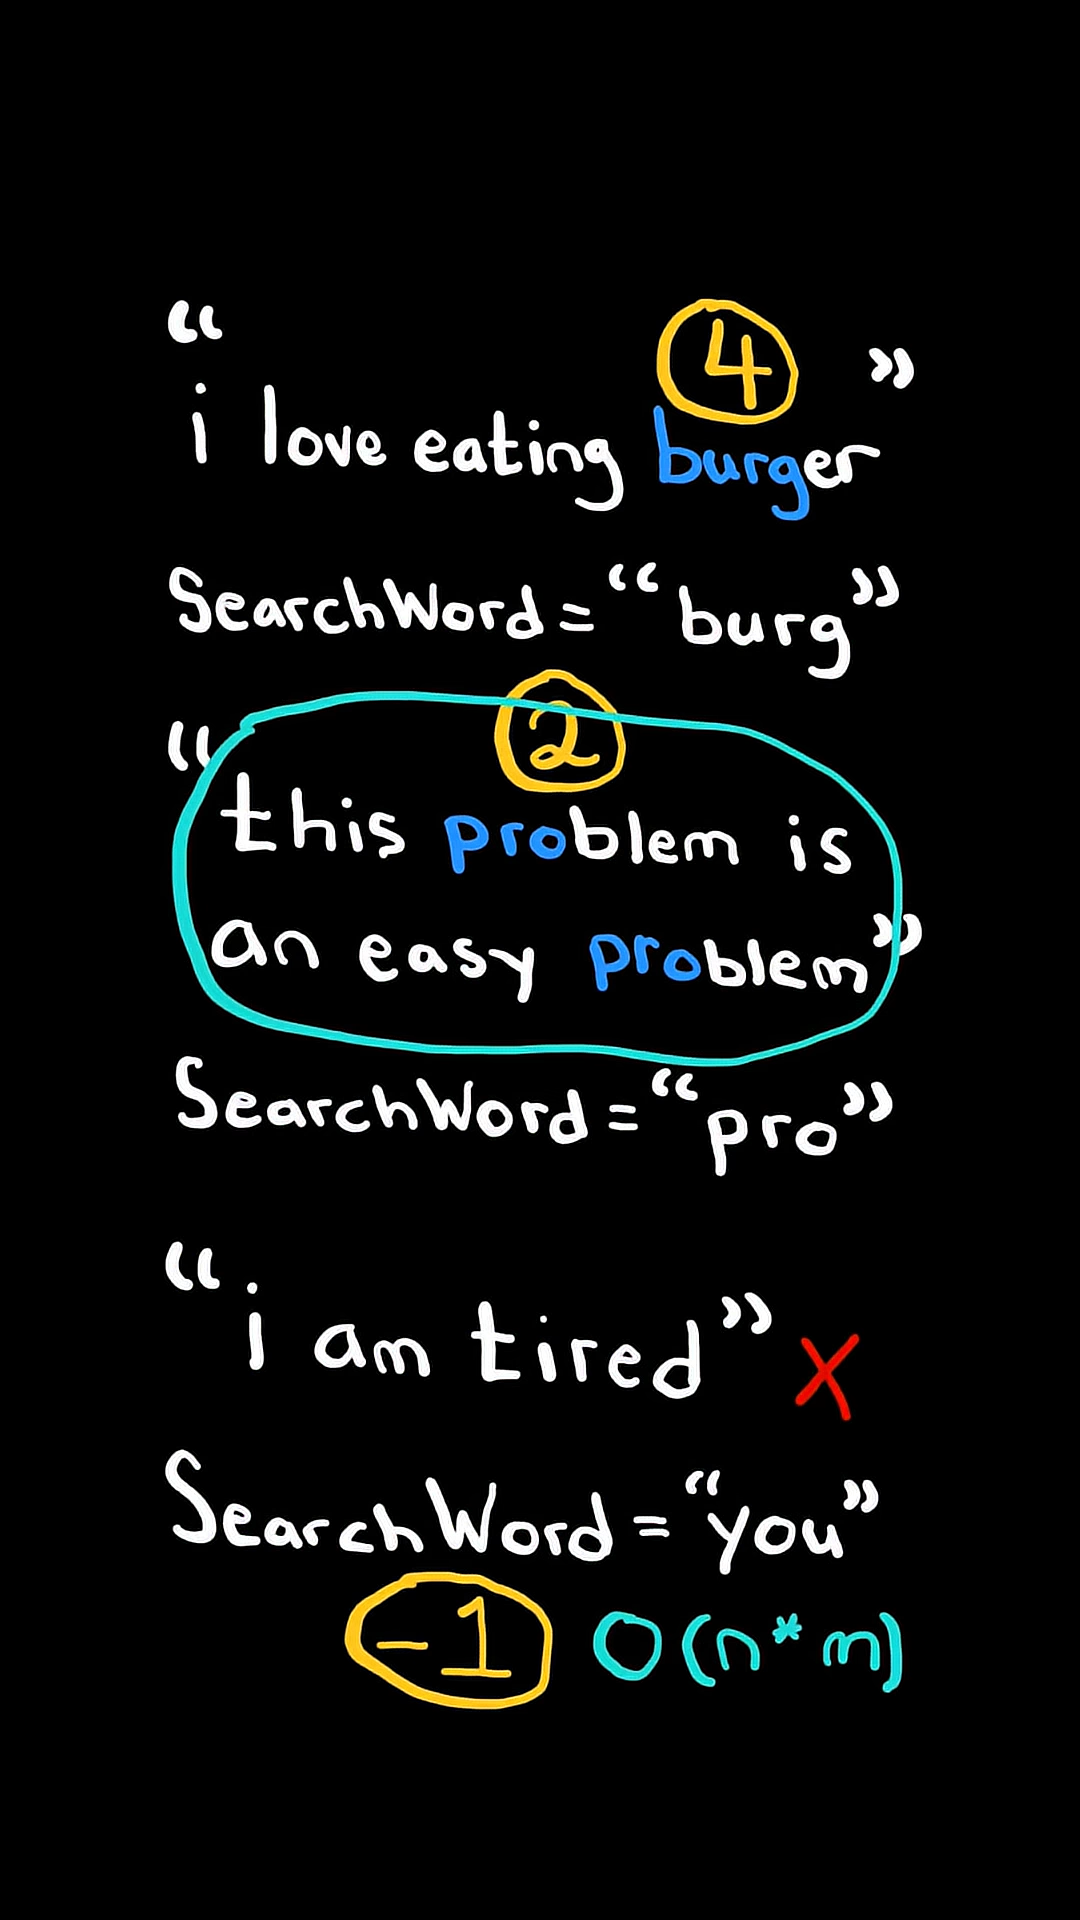 “ 4 ”
i love eating burger
SearchWord = “burg”
2
“this problem is
an easy problem”
SearchWord = “pro”
“i am tired” X
SearchWord = “you”
-1 O(n*m)